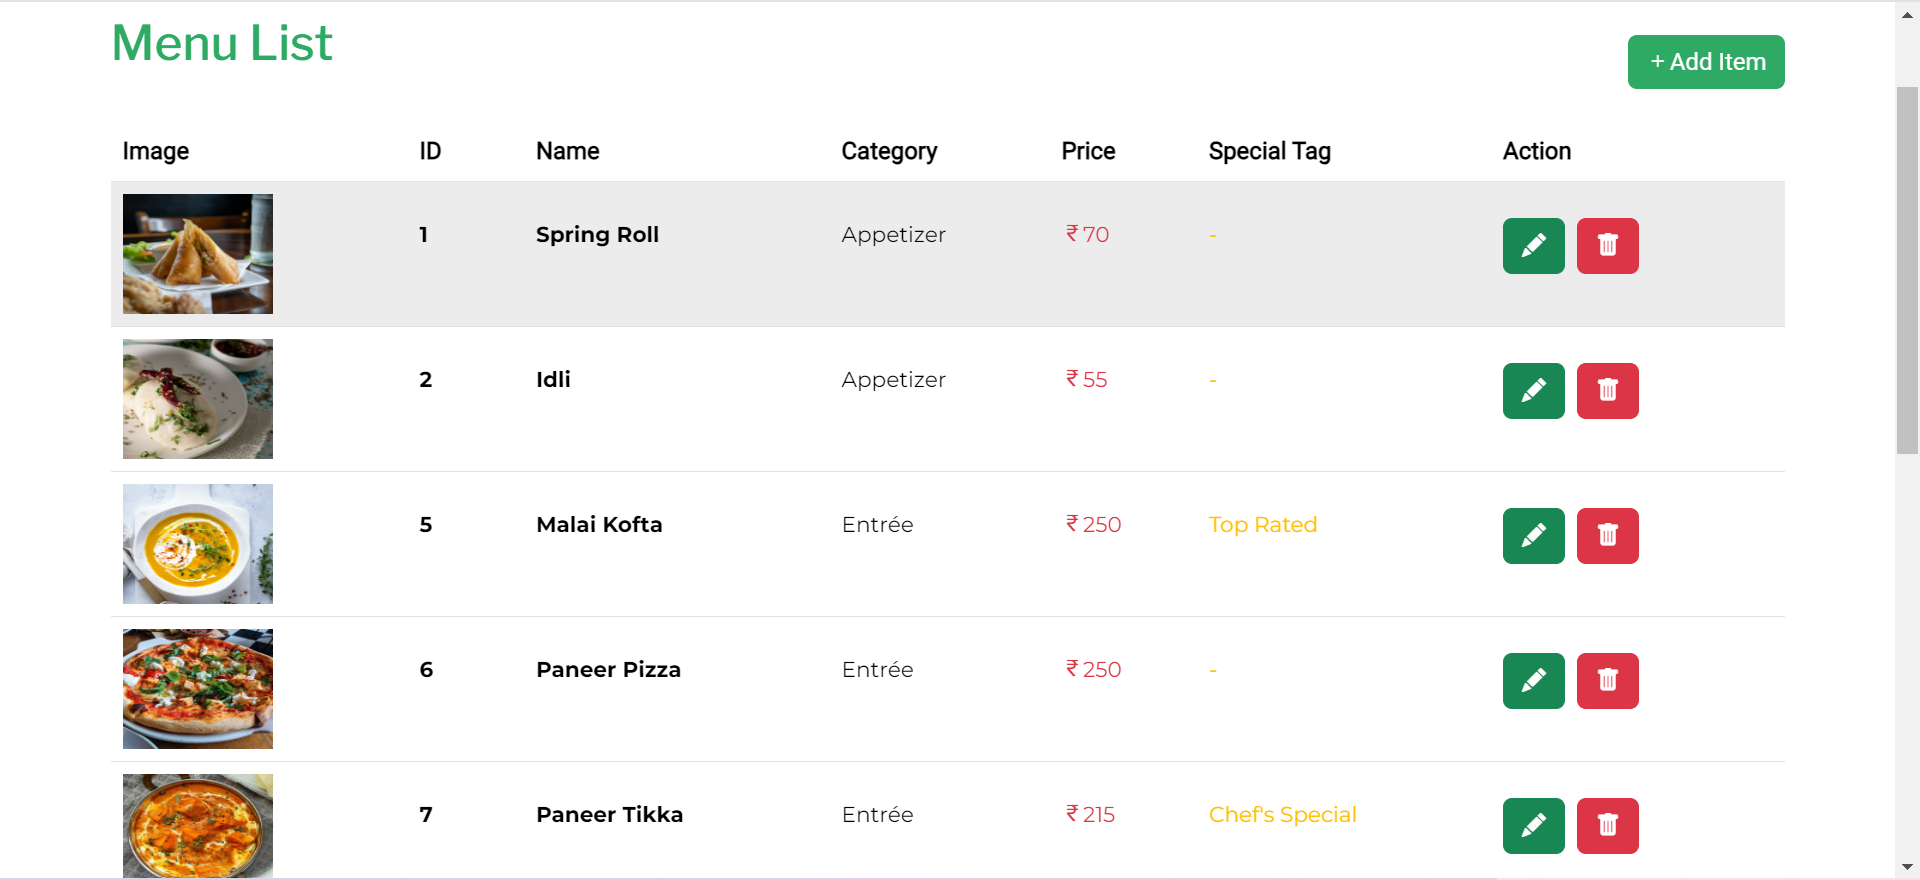 Menu List
+ Add Item
Image ID Name Category Price Special Tag Action
1 Spring Roll Appetizer ₹ 70 -
2 Idli Appetizer ₹ 55 -
5 Malai Kofta Entrée ₹ 250 Top Rated
6 Paneer Pizza Entrée ₹ 250 -
7 Paneer Tikka Entrée ₹ 215 Chef's Special